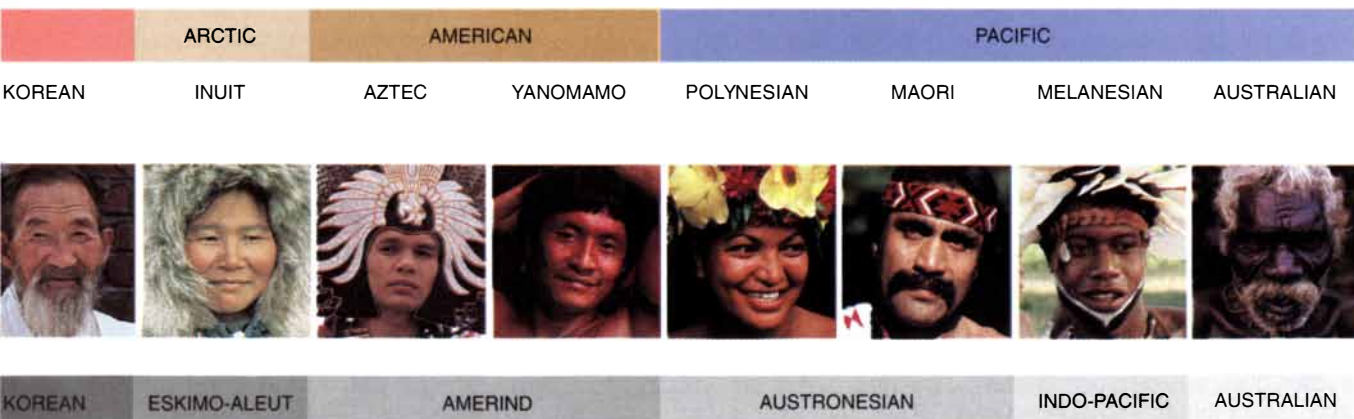 ARCTIC AMERICAN PACIFIC
KOREAN INUIT AZTEC YANOMAMO POLYNESIAN MAORI MELANESIAN AUSTRALIAN
KOREAN ESKIMO-ALEUT AMERIND AUSTRONESIAN INDO-PACIFIC AUSTRALIAN